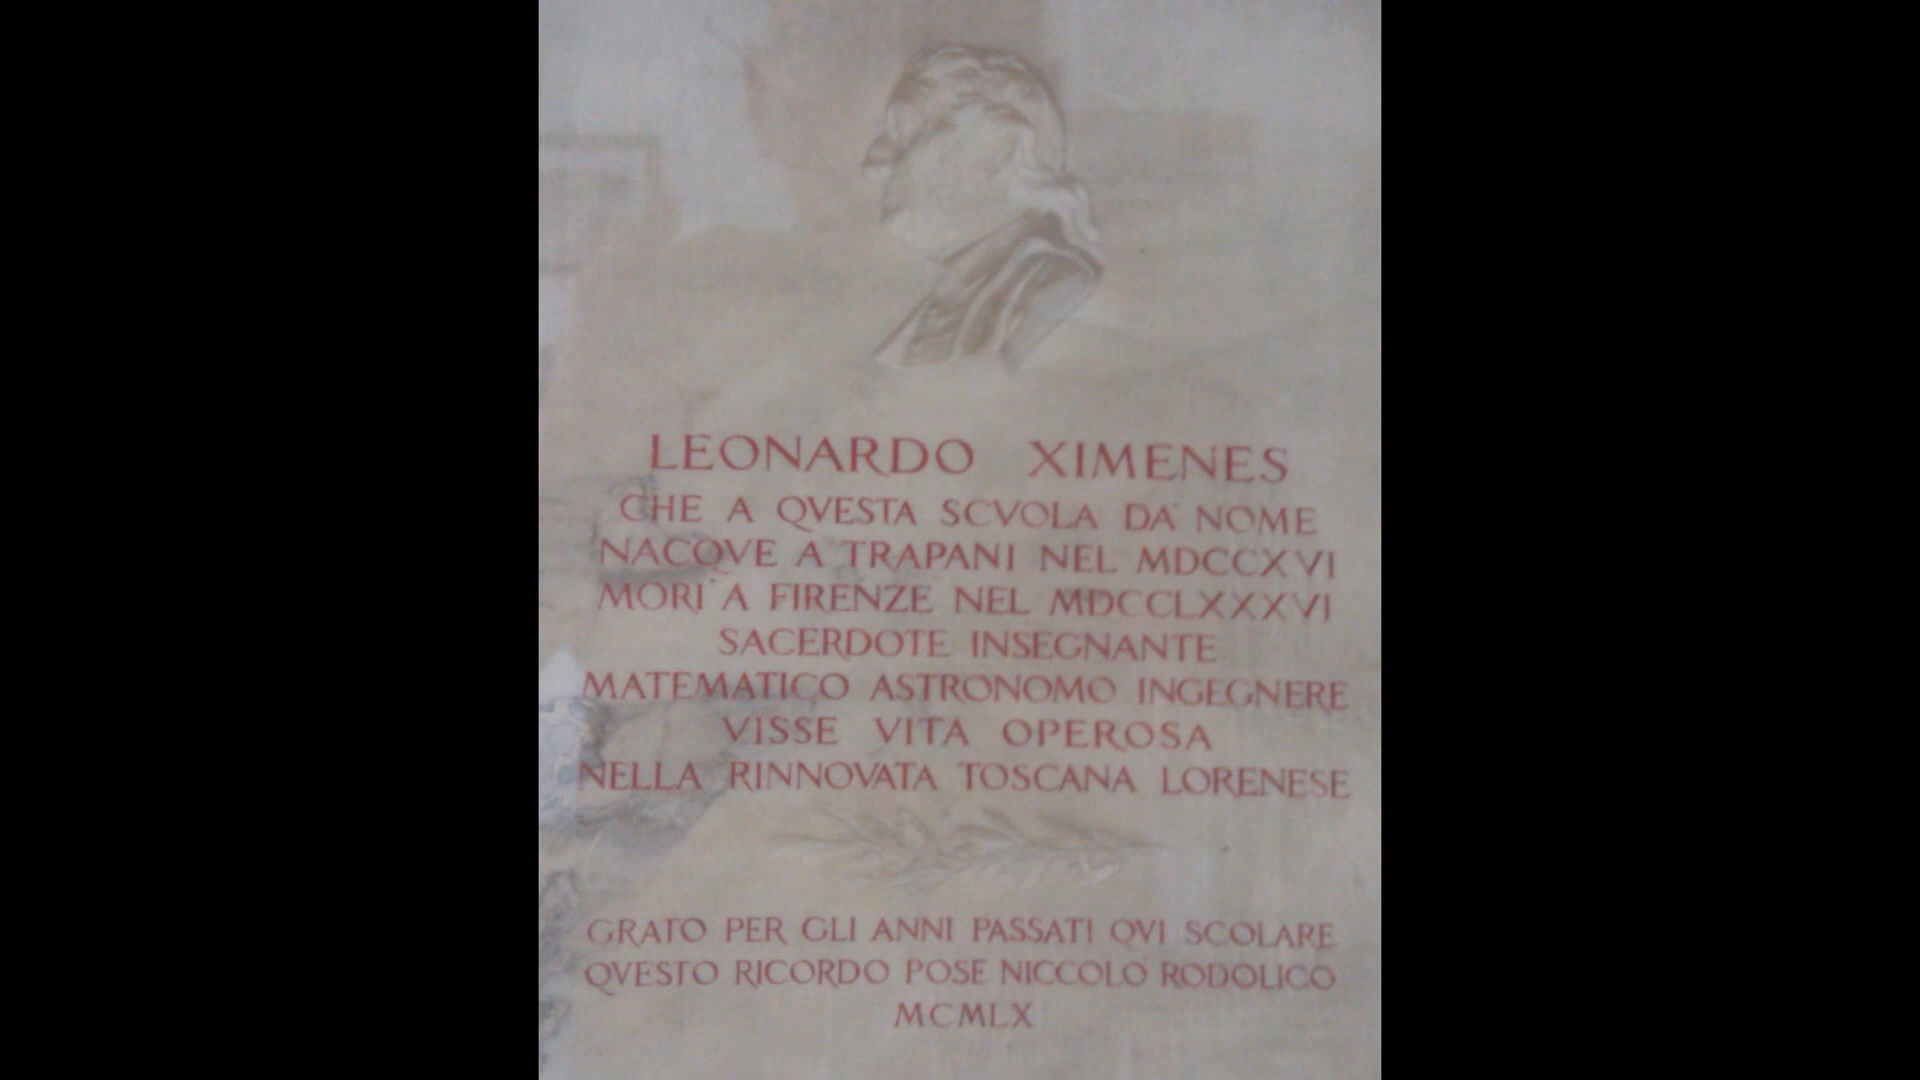 LEONARDO XIMENES
CHE A QVESTA SCVOLA DA' NOME
NACQVE A TRAPANI NEL MDCCXVI
MORI' A FIRENZE NEL MDCCLXXXVI
SACERDOTE INSEGNANTE
MATEMATICO ASTRONOMO INGEGNERE
VISSE VITA OPEROSA
NELLA RINNOVATA TOSCANA LORENESE
GRATO PER GLI ANNI PASSATI QVI SCOLARE
QVESTO RICORDO POSE NICCOLO' RODOLICO
MCMLX